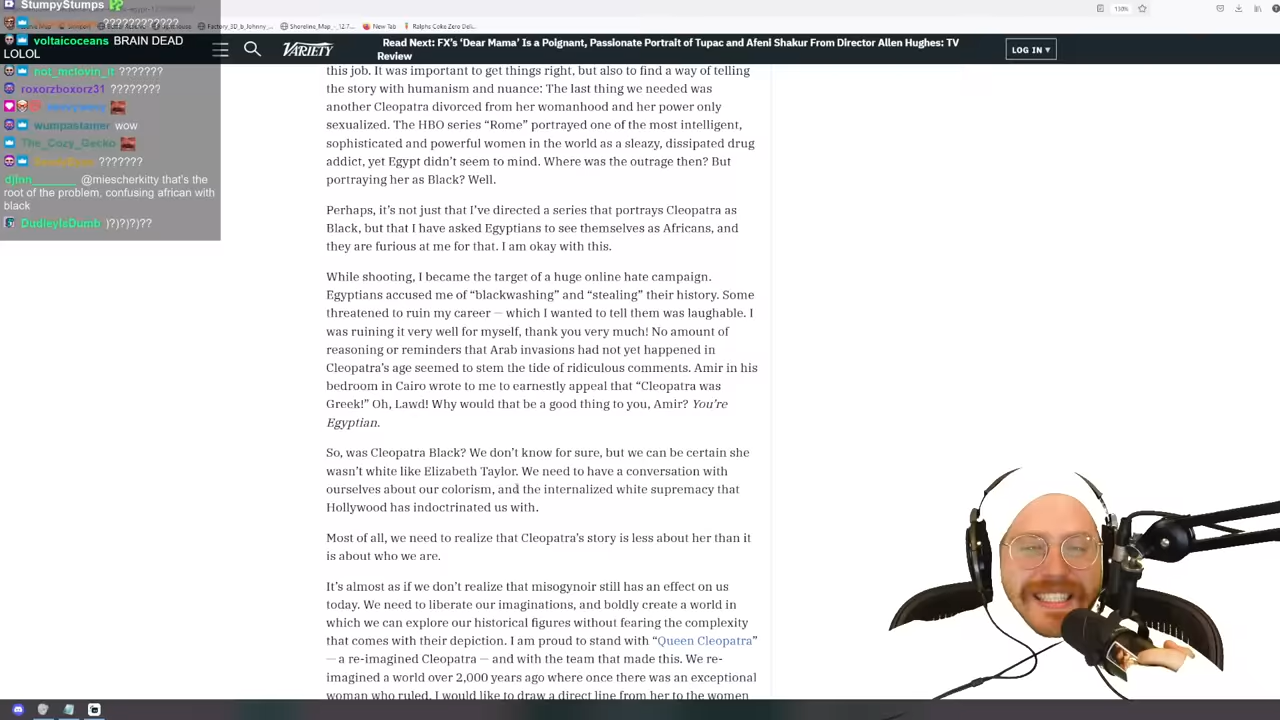 StumpyStumps
????????????
voltaicoceans BRAIN DEAD
LOLOL
not_mclovin_it ???????
roxorzboxorz31 ????????
wumpastamer wow
The_Cozy_Gecko
???????
djinn_______ @miescherkitty that's the
root of the problem, confusing african with
black
DudleyIsDumb )?)?)?)??
130%
Factory_3D_b_Johnny_...
Shoreline_Map_-_12.7...
New Tab
Ralphs Coke Zero Deli...
VARIETY
Read Next: FX's ‘Dear Mama’ Is a Poignant, Passionate Portrait of Tupac and Afeni Shakur From Director Allen Hughes: TV
Review
LOG IN ▾
this job. It was important to get things right, but also to find a way of telling
the story with humanism and nuance: The last thing we needed was
another Cleopatra divorced from her womanhood and her power only
sexualized. The HBO series “Rome” portrayed one of the most intelligent,
sophisticated and powerful women in the world as a sleazy, dissipated drug
addict, yet Egypt didn’t seem to mind. Where was the outrage then? But
portraying her as Black? Well.
Perhaps, it’s not just that I’ve directed a series that portrays Cleopatra as
Black, but that I have asked Egyptians to see themselves as Africans, and
they are furious at me for that. I am okay with this.
While shooting, I became the target of a huge online hate campaign.
Egyptians accused me of “blackwashing” and “stealing” their history. Some
threatened to ruin my career — which I wanted to tell them was laughable. I
was ruining it very well for myself, thank you very much! No amount of
reasoning or reminders that Arab invasions had not yet happened in
Cleopatra’s age seemed to stem the tide of ridiculous comments. Amir in his
bedroom in Cairo wrote to me to earnestly appeal that “Cleopatra was
Greek!” Oh, Lawd! Why would that be a good thing to you, Amir? You’re
Egyptian.
So, was Cleopatra Black? We don’t know for sure, but we can be certain she
wasn’t white like Elizabeth Taylor. We need to have a conversation with
ourselves about our colorism, and the internalized white supremacy that
Hollywood has indoctrinated us with.
Most of all, we need to realize that Cleopatra’s story is less about her than it
is about who we are.
It’s almost as if we don’t realize that misogynoir still has an effect on us
today. We need to liberate our imaginations, and boldly create a world in
which we can explore our historical figures without fearing the complexity
that comes with their depiction. I am proud to stand with “Queen Cleopatra”
— a re-imagined Cleopatra — and with the team that made this. We re-
imagined a world over 2,000 years ago where once there was an exceptional
woman who ruled. I would like to draw a direct line from her to the women